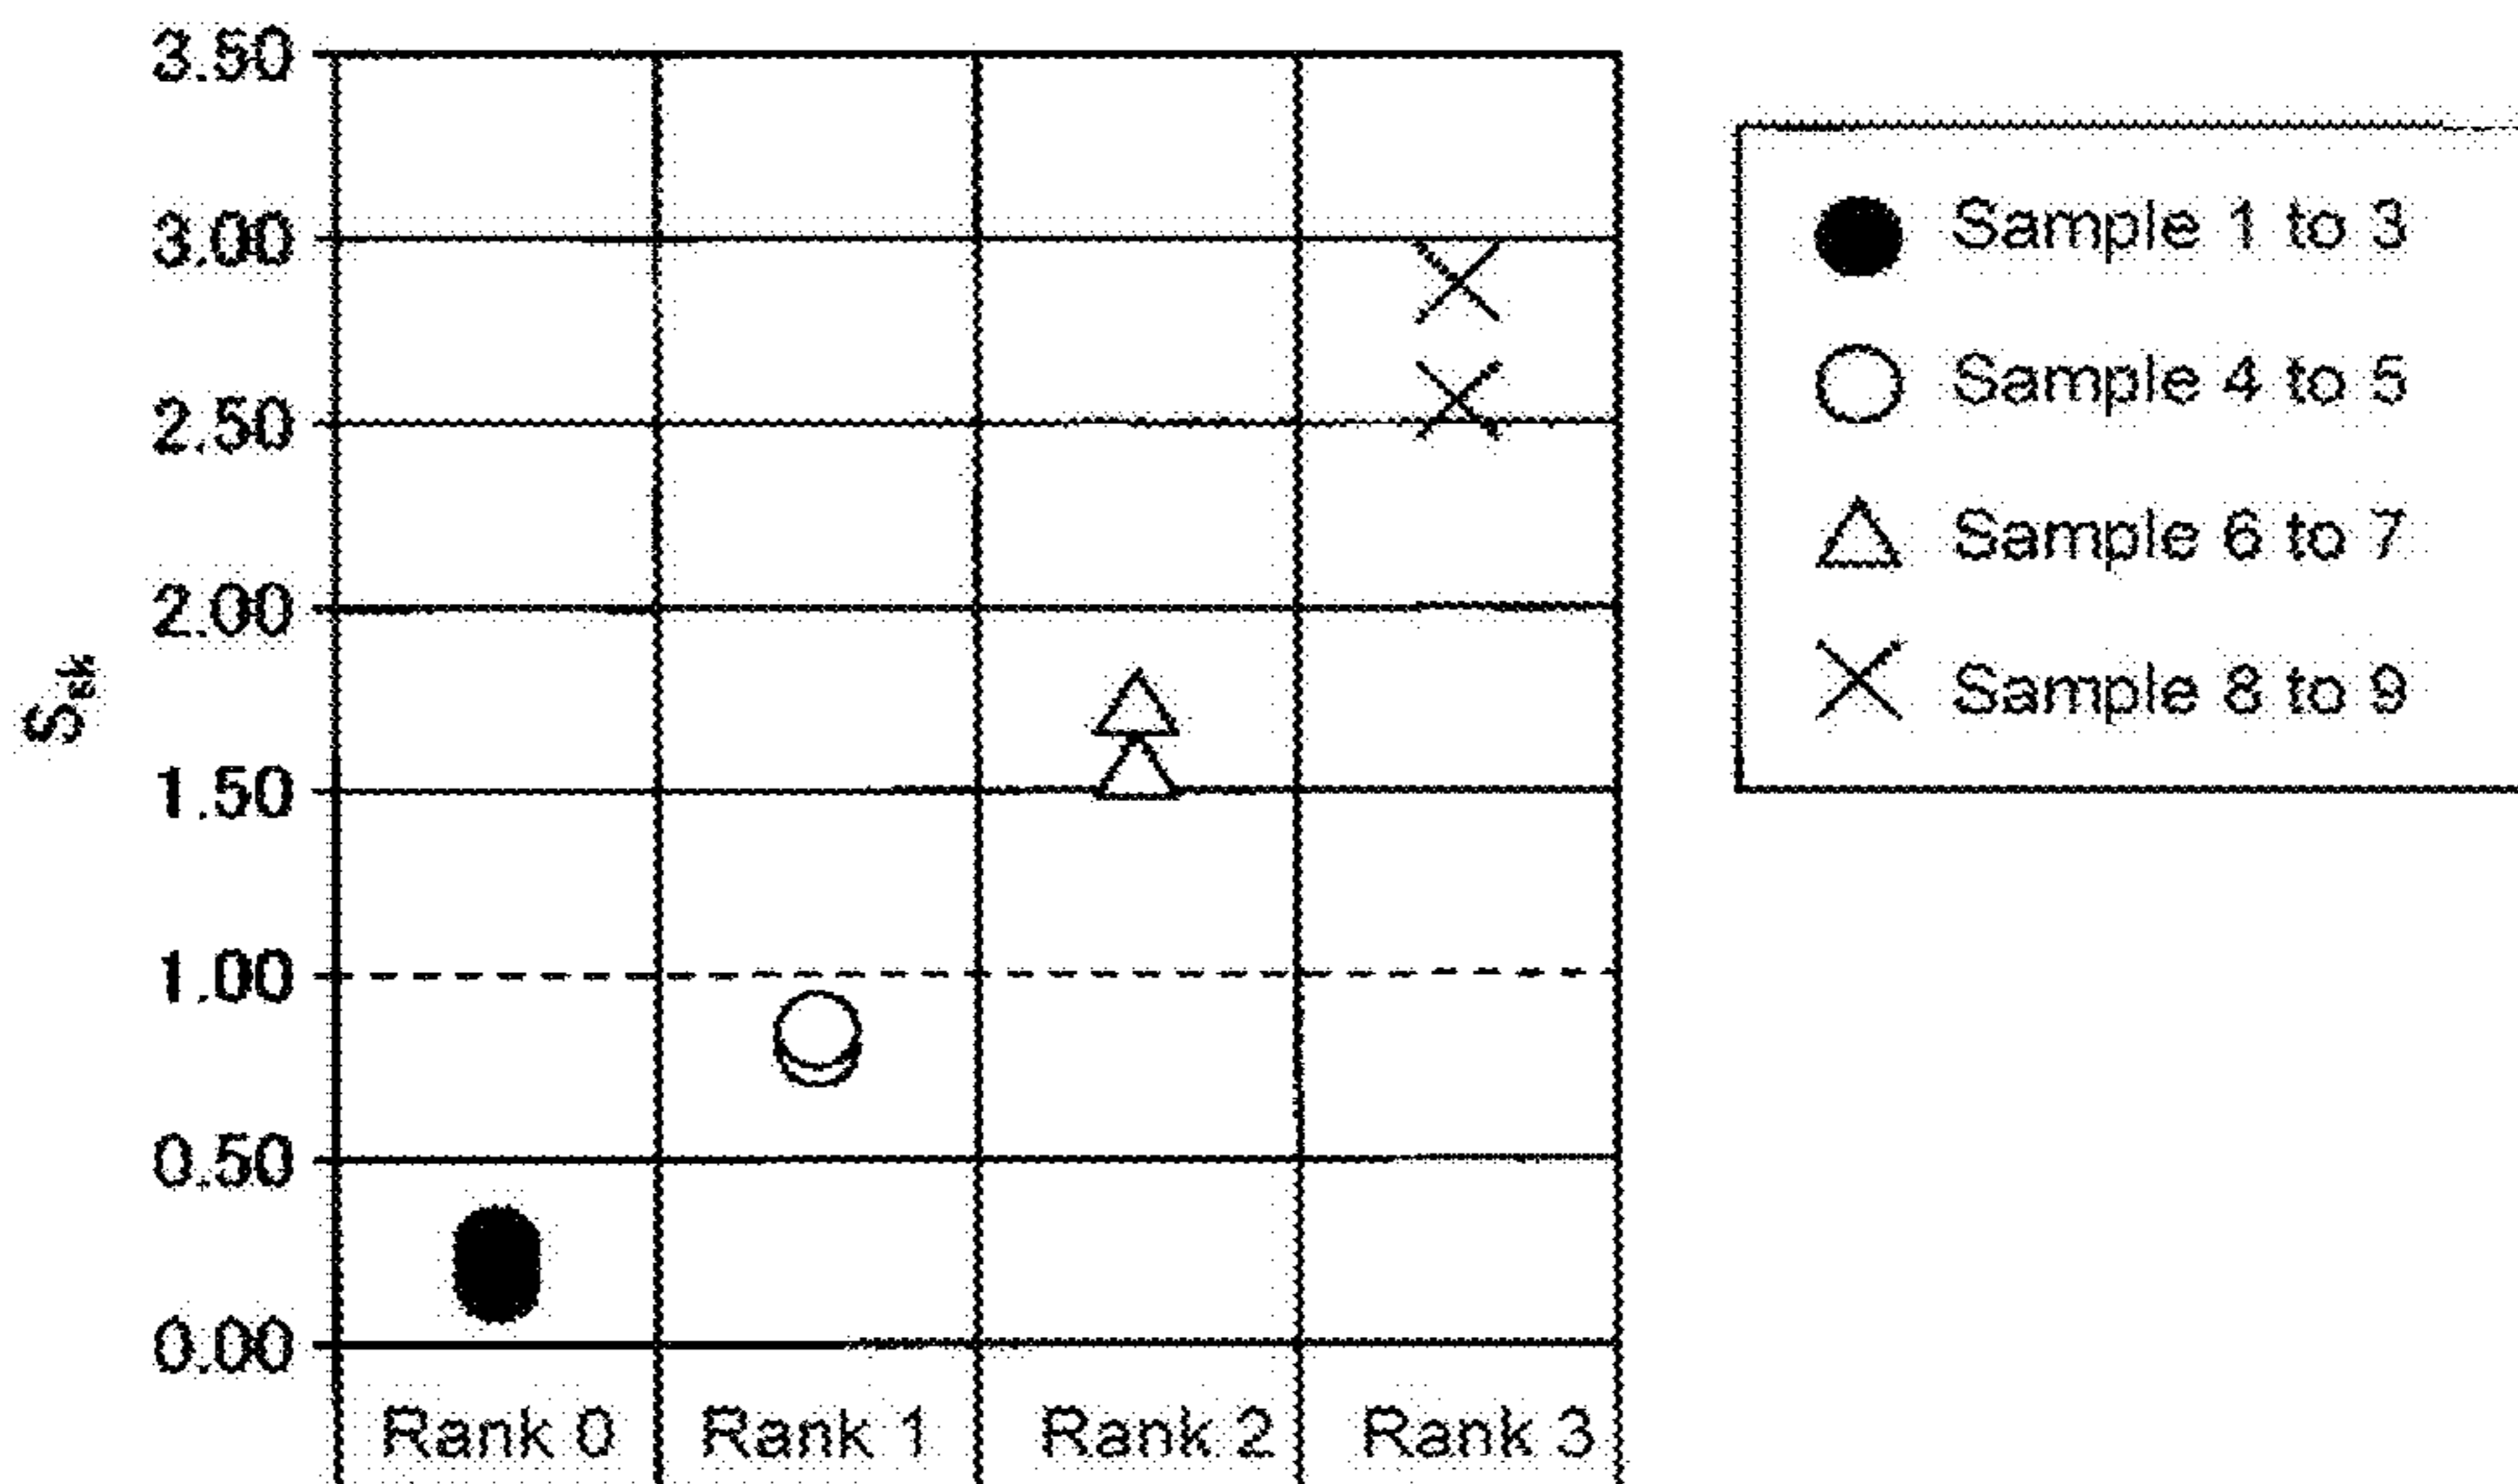 3.50
3.00
2.50
2.00
1.50
1.00
0.50
0.00
Ssk
Rank 0 Rank 1 Rank 2 Rank 3
Sample 1 to 3
Sample 4 to 5
Sample 6 to 7
Sample 8 to 9